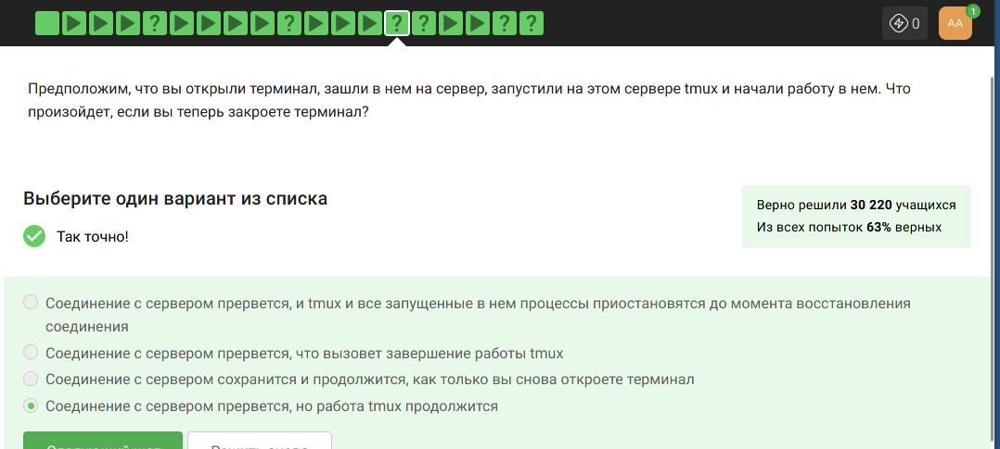 ? ? ? ? ? ?
0
AA
1
Предположим, что вы открыли терминал, зашли в нем на сервер, запустили на этом сервере tmux и начали работу в нем. Что
произойдет, если вы теперь закроете терминал?
Выберите один вариант из списка
Верно решили 30 220 учащихся
Из всех попыток 63% верных
Так точно!
Соединение с сервером прервется, и tmux и все запущенные в нем процессы приостановятся до момента восстановления
соединения
Соединение с сервером прервется, что вызовет завершение работы tmux
Соединение с сервером сохранится и продолжится, как только вы снова откроете терминал
Соединение с сервером прервется, но работа tmux продолжится